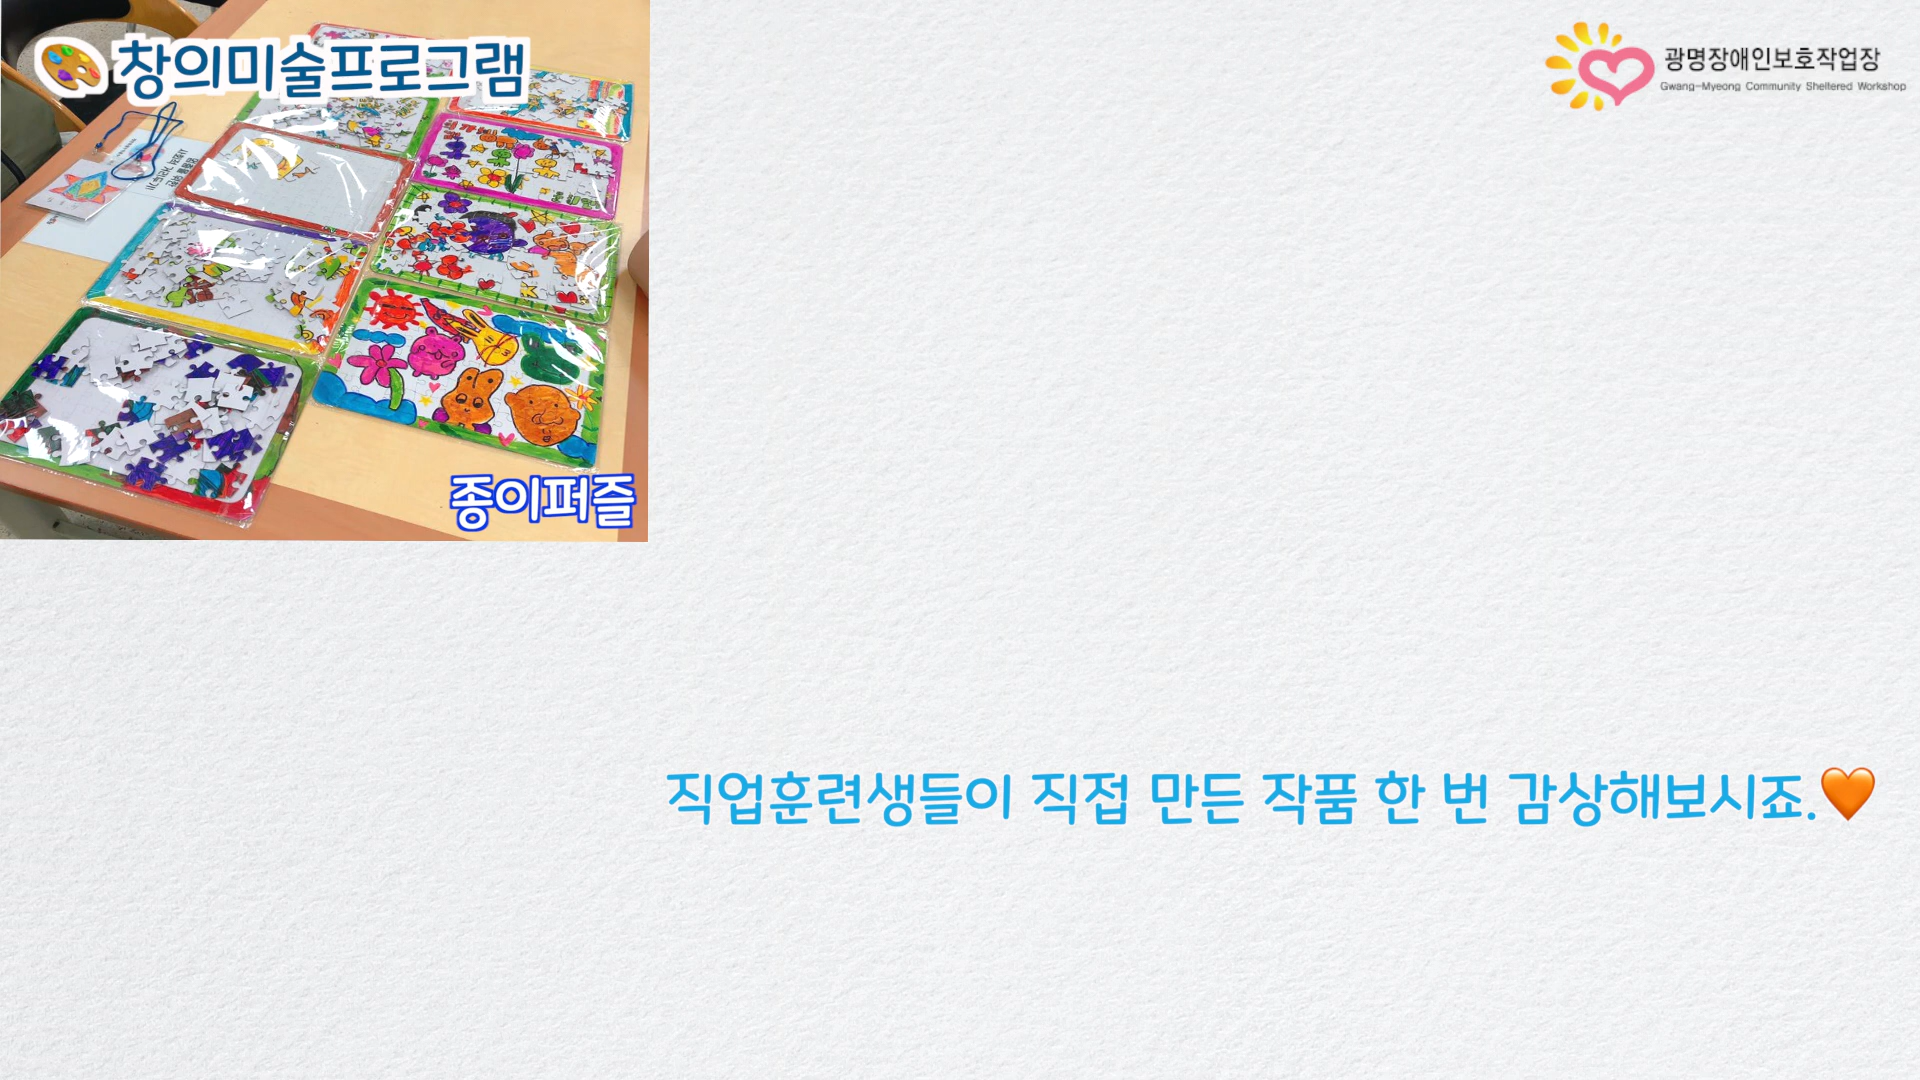 창의미술프로그램
광명장애인보호작업장
Gwang-Myeong Community Sheltered Workshop
종이퍼즐
직업훈련생들이 직접 만든 작품 한 번 감상해보시죠.🧡